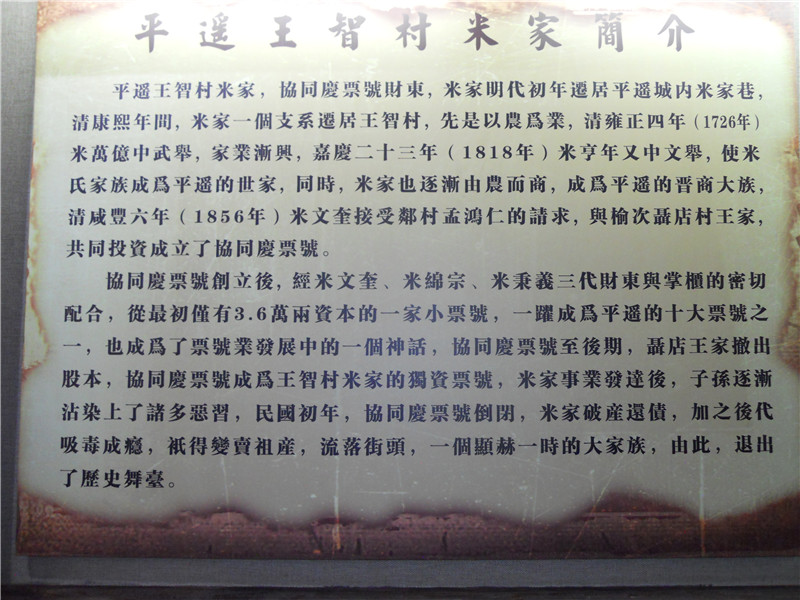 平遥王智村米家簡介
平遥王智村米家，協同慶票號財東，米家明代初年遷居平遥城内米家巷，
清康熙年間，米家一個支系遷居王智村，先是以農爲業，清雍正四年（1726年）
米萬億中武舉，家業漸興，嘉慶二十三年（1818年）米亨年又中文舉，使米
氏家族成爲平遥的世家，同時，米家也逐漸由農而商，成爲平遥的晋商大族，
清咸豐六年（1856年）米文奎接受鄰村孟鴻仁的請求，與榆次聶店村王家，
共同投資成立了協同慶票號。
協同慶票號創立後，經米文奎、米綿宗、米秉義三代財東與掌櫃的密切
配合，從最初僅有3.6萬兩資本的一家小票號，一躍成爲平遥的十大票號之
一，也成爲了票號業發展中的一個神話，協同慶票號至後期，聶店王家撤出
股本，協同慶票號成爲王智村米家的獨資票號，米家事業發達後，子孫逐漸
沾染上了諸多惡習，民國初年，協同慶票號倒閉，米家破産還債，加之後代
吸毒成癮，衹得變賣祖産，流落街頭，一個顯赫一時的大家族，由此，退出
了歷史舞臺。